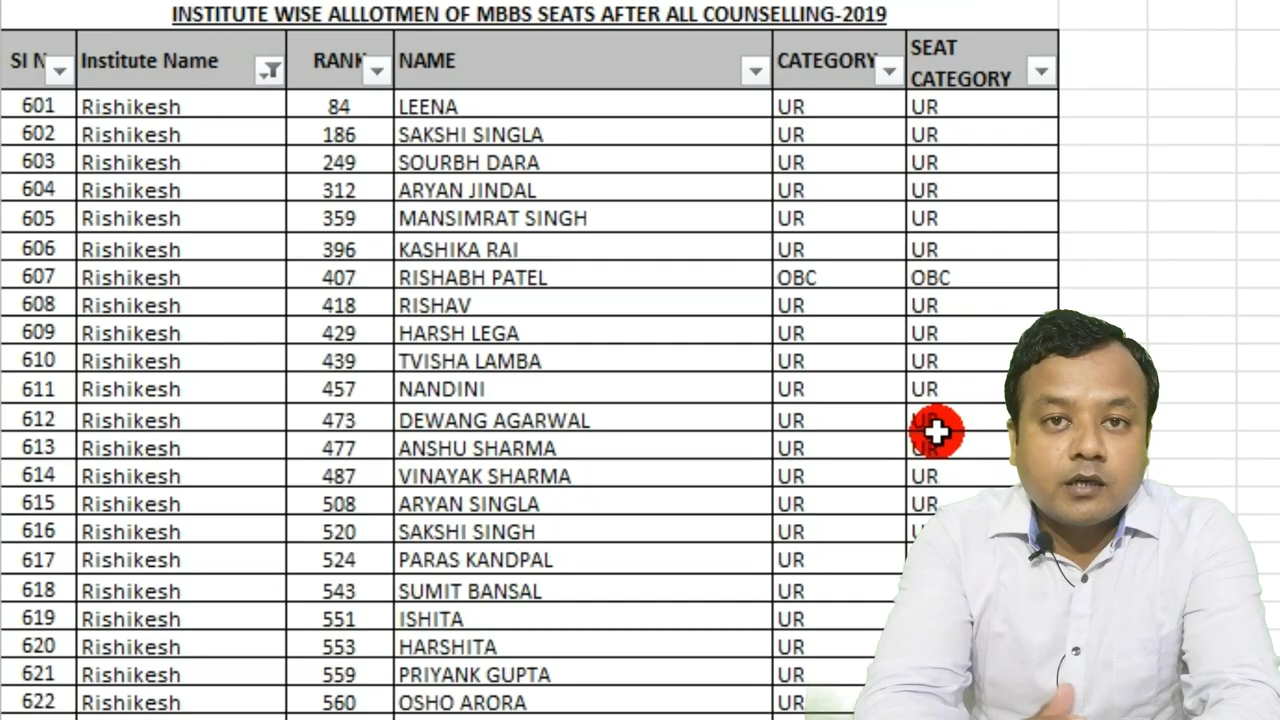 INSTITUTE WISE ALLLOTMEN OF MBBS SEATS AFTER ALL COUNSELLING-2019
SI N Institute Name RANK NAME CATEGORY SEAT CATEGORY
601 Rishikesh 84 LEENA UR UR
602 Rishikesh 186 SAKSHI SINGLA UR UR
603 Rishikesh 249 SOURBH DARA UR UR
604 Rishikesh 312 ARYAN JINDAL UR UR
605 Rishikesh 359 MANSIMRAT SINGH UR UR
606 Rishikesh 396 KASHIKA RAI UR UR
607 Rishikesh 407 RISHABH PATEL OBC OBC
608 Rishikesh 418 RISHAV UR UR
609 Rishikesh 429 HARSH LEGA UR UR
610 Rishikesh 439 TVISHA LAMBA UR UR
611 Rishikesh 457 NANDINI UR UR
612 Rishikesh 473 DEWANG AGARWAL UR UR
613 Rishikesh 477 ANSHU SHARMA UR UR
614 Rishikesh 487 VINAYAK SHARMA UR UR
615 Rishikesh 508 ARYAN SINGLA UR UR
616 Rishikesh 520 SAKSHI SINGH UR
617 Rishikesh 524 PARAS KANDPAL UR
618 Rishikesh 543 SUMIT BANSAL UR
619 Rishikesh 551 ISHITA UR
620 Rishikesh 553 HARSHITA UR
621 Rishikesh 559 PRIYANK GUPTA UR
622 Rishikesh 560 OSHO ARORA UR